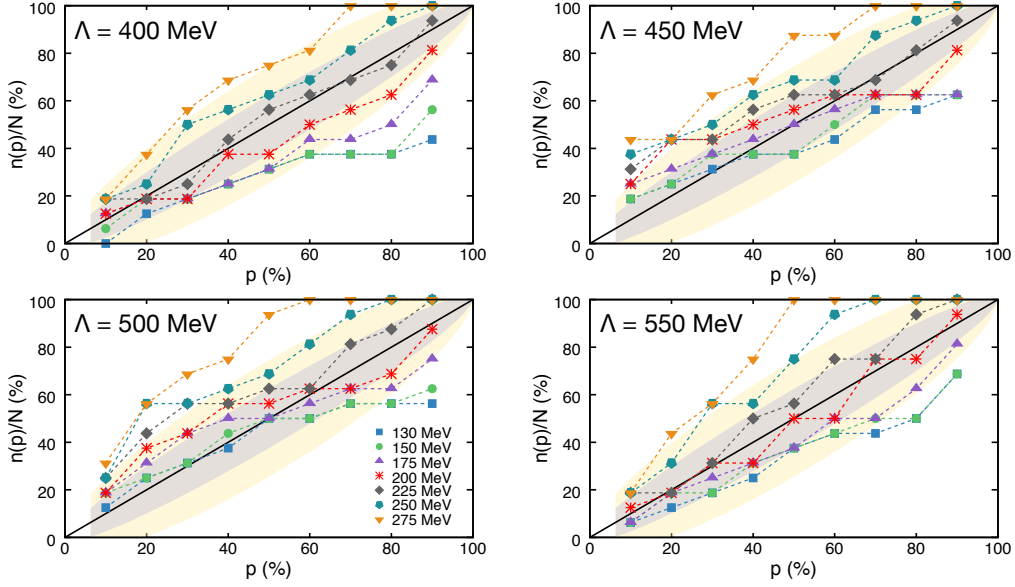 Λ = 400 MeV
n(p)/N (%)
100
80
60
40
20
0
0 20 40 60 80 100
p (%)
Λ = 450 MeV
n(p)/N (%)
100
80
60
40
20
0
0 20 40 60 80 100
p (%)
Λ = 500 MeV
n(p)/N (%)
100
80
60
40
20
0
0 20 40 60 80 100
p (%)
130 MeV
150 MeV
175 MeV
200 MeV
225 MeV
250 MeV
275 MeV
Λ = 550 MeV
n(p)/N (%)
100
80
60
40
20
0
0 20 40 60 80 100
p (%)